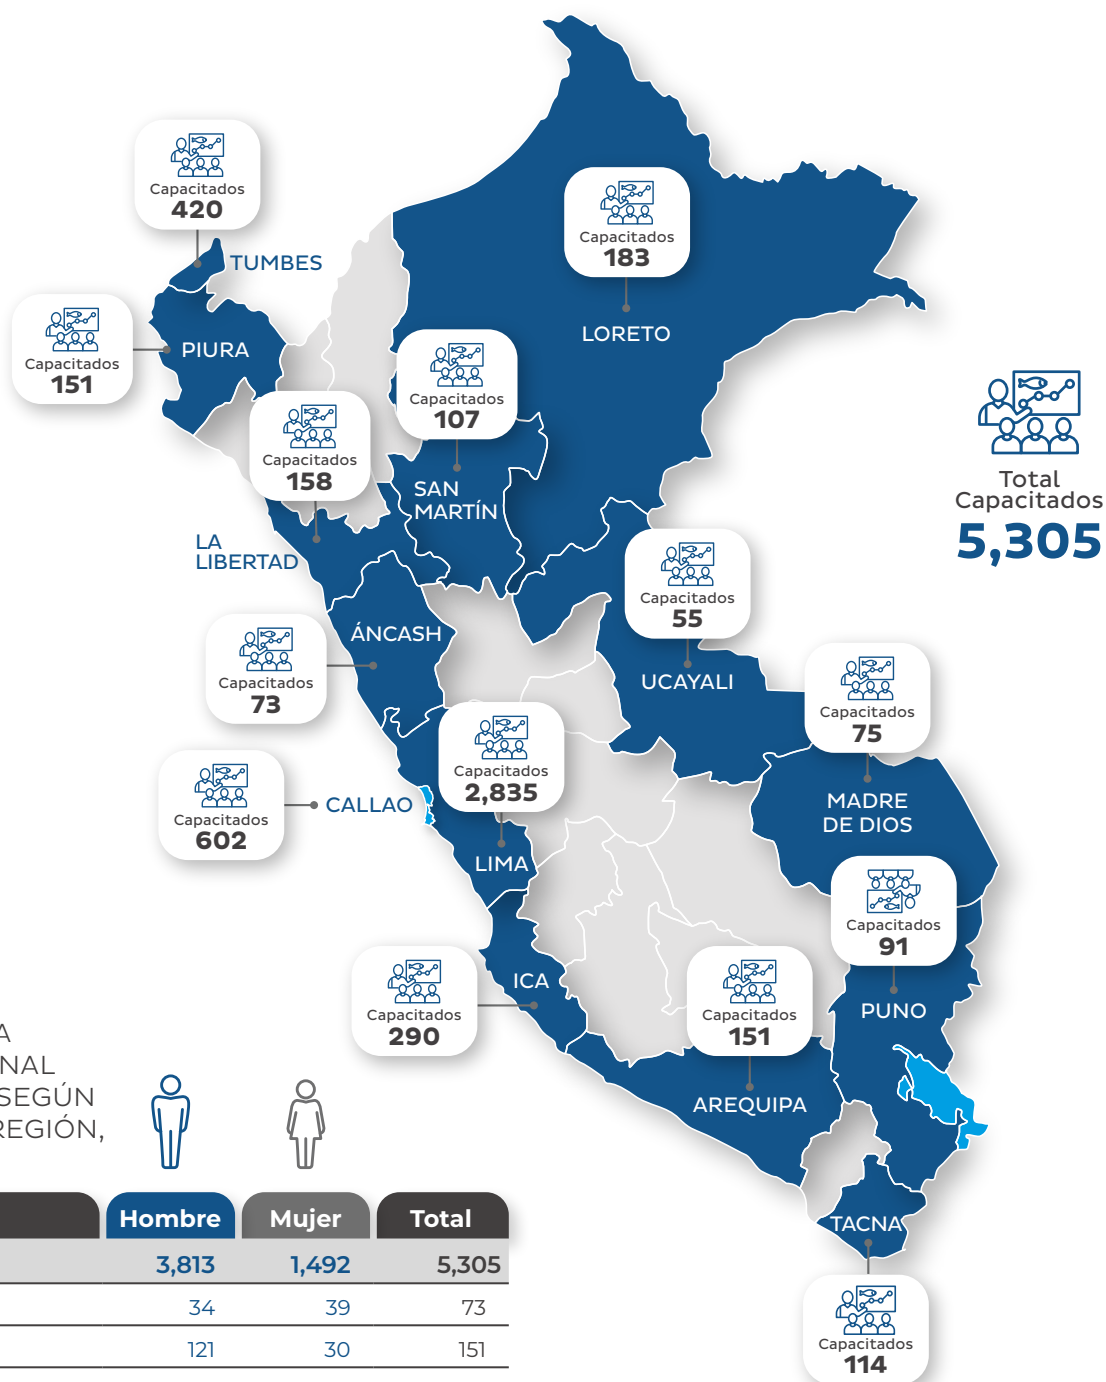 Capacitados
420
TUMBES
Capacitados
183
LORETO
Capacitados
151
PIURA
Capacitados
107
SAN
MARTÍN
Capacitados
158
LA
LIBERTAD
Total
Capacitados
5,305
Capacitados
55
UCAYALI
ÁNCASH
Capacitados
73
Capacitados
75
MADRE
DE DIOS
Capacitados
2,835
LIMA
Capacitados
602
CALLAO
Capacitados
91
PUNO
Capacitados
290
ICA
Capacitados
151
AREQUIPA
TACNA
Capacitados
114
A
NAL
SEGÚN
REGIÓN,
Hombre Mujer Total
3,813 1,492 5,305
34 39 73
121 30 151